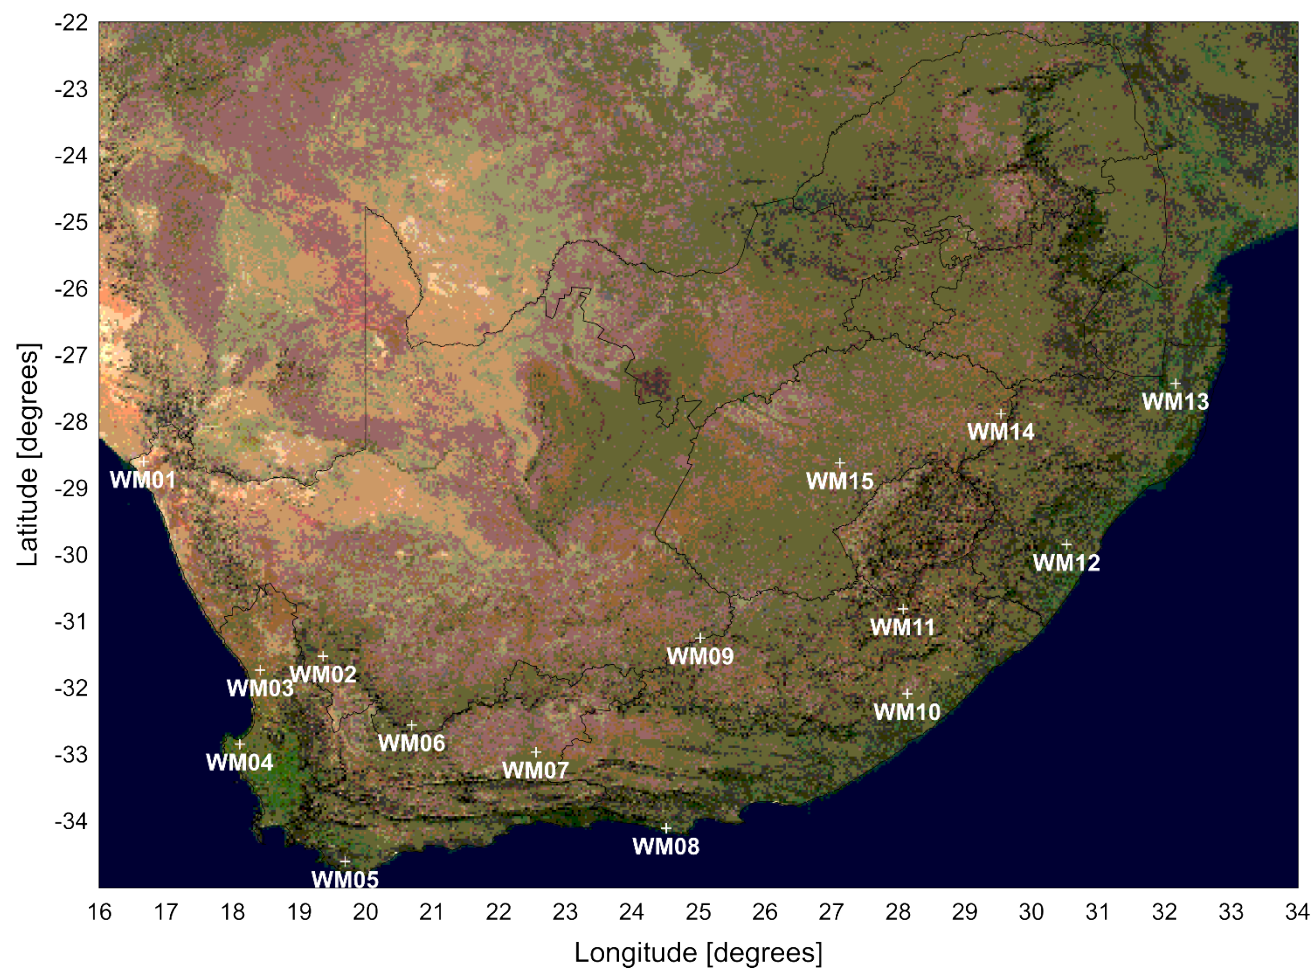 -22
-23
-24
-25
-26
-27
-28
-29
-30
-31
-32
-33
-34
Latitude [degrees]
WM13
WM14
WM01
WM15
WM12
WM11
WM09
WM02
WM03
WM10
WM06
WM04
WM07
WM08
WM05
16 17 18 19 20 21 22 23 24 25 26 27 28 29 30 31 32 33 34
Longitude [degrees]